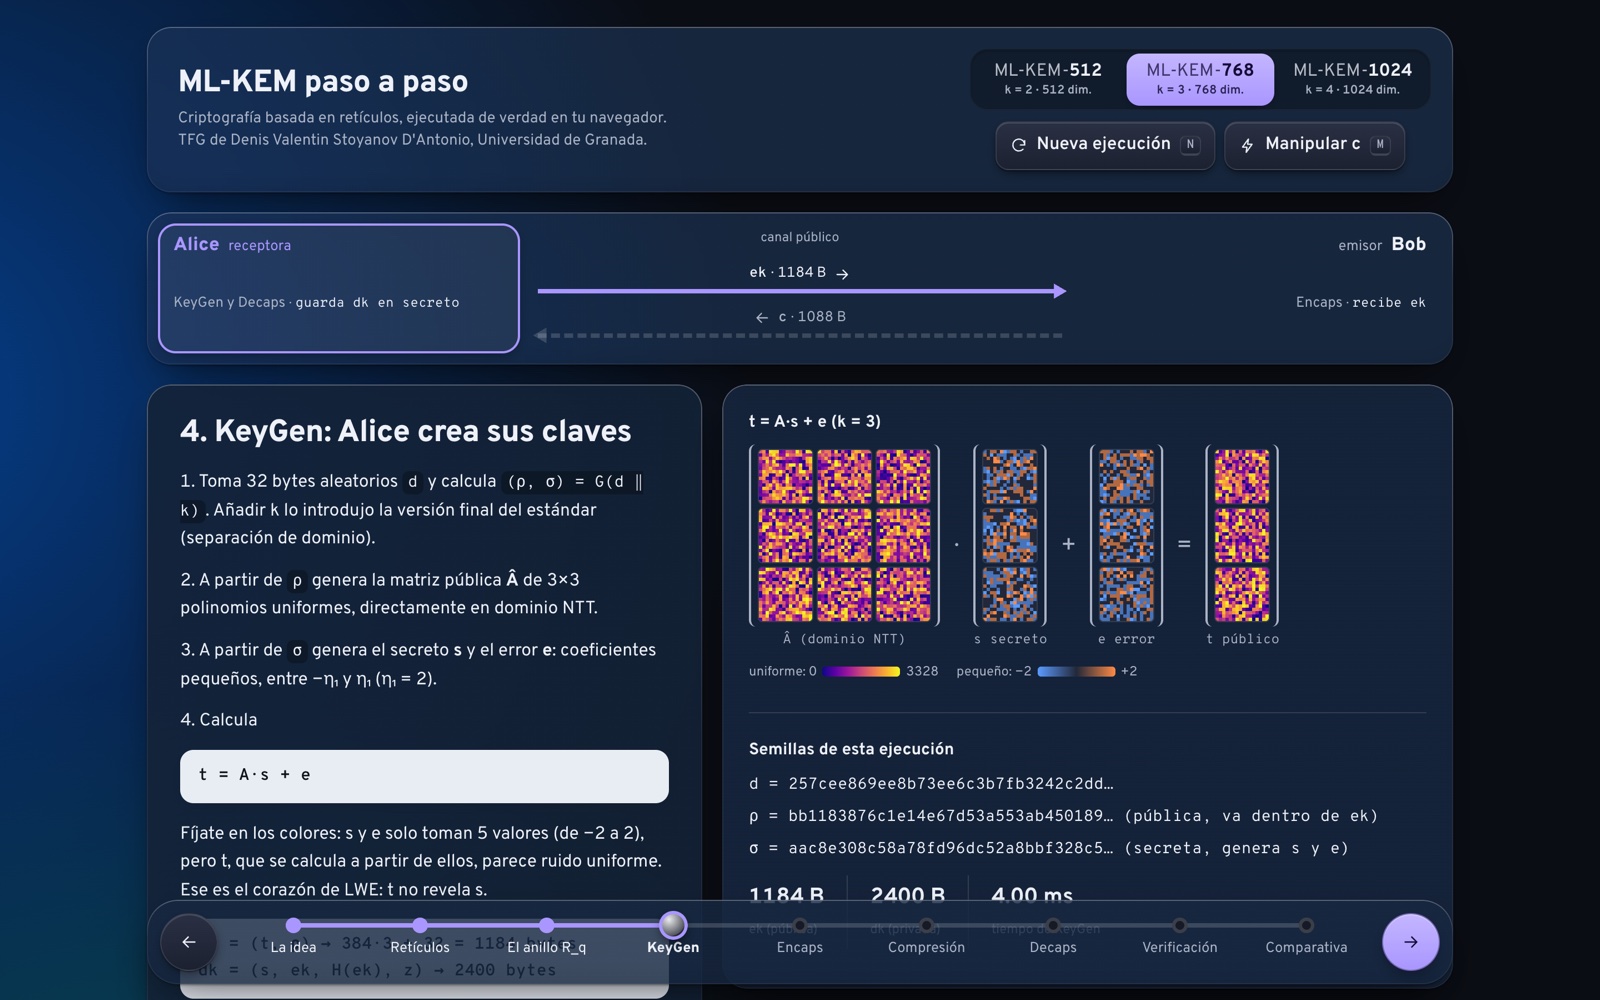 ML-KEM paso a paso
Criptografía basada en retículos, ejecutada de verdad en tu navegador.
TFG de Denis Valentin Stoyanov D'Antonio, Universidad de Granada.
ML-KEM-512
k = 2 · 512 dim.
ML-KEM-768
k = 3 · 768 dim.
ML-KEM-1024
k = 4 · 1024 dim.
Nueva ejecución N
Manipular c M
Alice receptora
KeyGen y Decaps · guarda dk en secreto
canal público
ek · 1184 B →
← c · 1088 B
emisor Bob
Encaps · recibe ek
4. KeyGen: Alice crea sus claves
1. Toma 32 bytes aleatorios d y calcula (ρ, σ) = G(d ‖
k) . Añadir k lo introdujo la versión final del estándar
(separación de dominio).
2. A partir de ρ genera la matriz pública Â de 3×3
polinomios uniformes, directamente en dominio NTT.
3. A partir de σ genera el secreto s y el error e: coeficientes
pequeños, entre −η₁ y η₁ (η₁ = 2).
4. Calcula
t = A·s + e
Fíjate en los colores: s y e solo toman 5 valores (de −2 a 2),
pero t, que se calcula a partir de ellos, parece ruido uniforme.
Ese es el corazón de LWE: t no revela s.
dk = (s, ek, H(ek), z) → 2400 bytes
t = A·s + e (k = 3)
· + =
Â (dominio NTT)
s secreto
e error
t público
uniforme: 0 3328 pequeño: −2 +2
Semillas de esta ejecución
d = 257cee869ee8b73ee6c3b7fb3242c2dd…
ρ = bb1183876c1e14e67d53a553ab450189… (pública, va dentro de ek)
σ = aac8e308c58a78fd96dc52a8bbf328c5… (secreta, genera s y e)
1184 B
2400 B
4.00 ms
←
La idea
Retículos
El anillo R_q
KeyGen
Encaps
Compresión
Decaps
Verificación
Comparativa
→